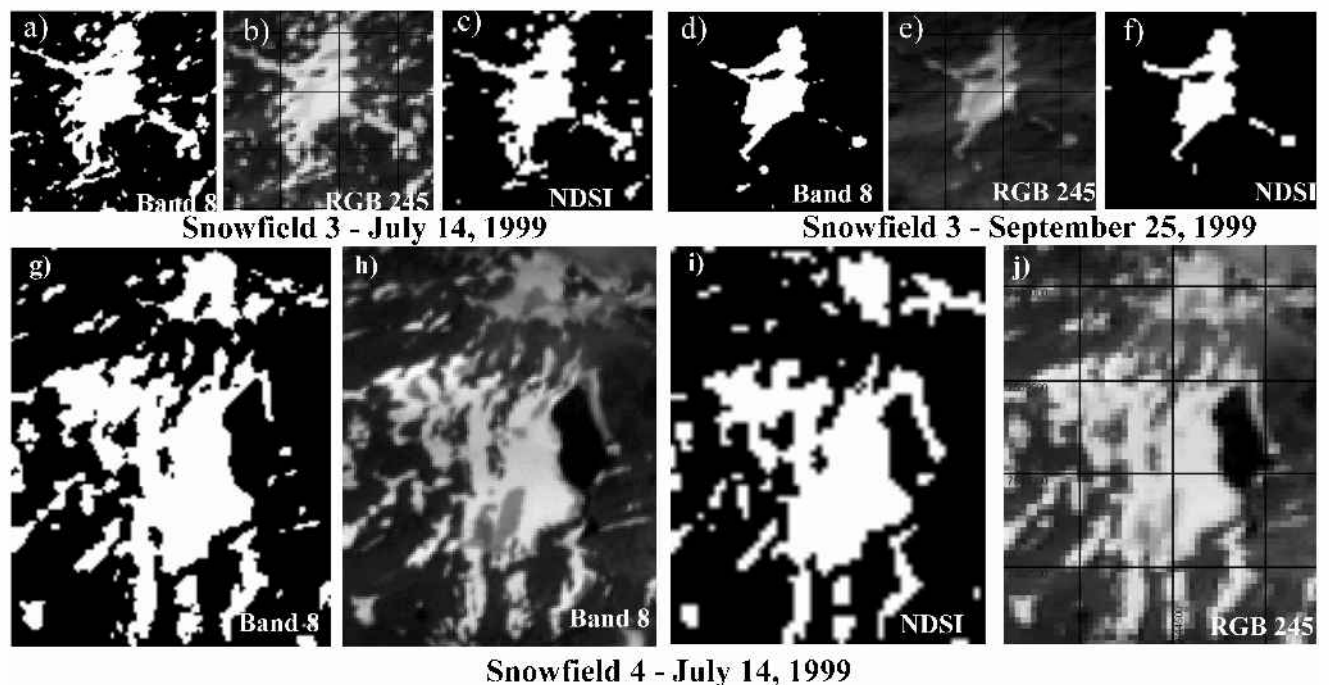 a) b) c) d) e) f)
Band 8 RGB 245 NDSI Band 8 RGB 245 NDSI
Snowfield 3 - July 14, 1999 Snowfield 3 - September 25, 1999
g) h) i) j)
Band 8 Band 8 NDSI RGB 245
Snowfield 4 - July 14, 1999